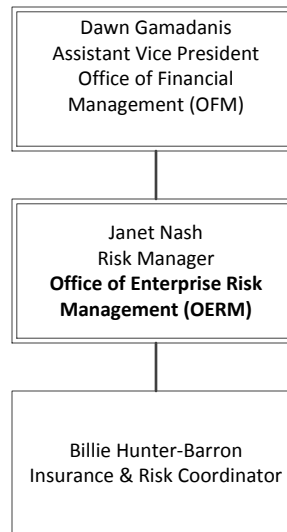 Dawn Gamadanis
Assistant Vice President
Office of Financial
Management (OFM)
Janet Nash
Risk Manager
Office of Enterprise Risk
Management (OERM)
Billie Hunter-Barron
Insurance & Risk Coordinator